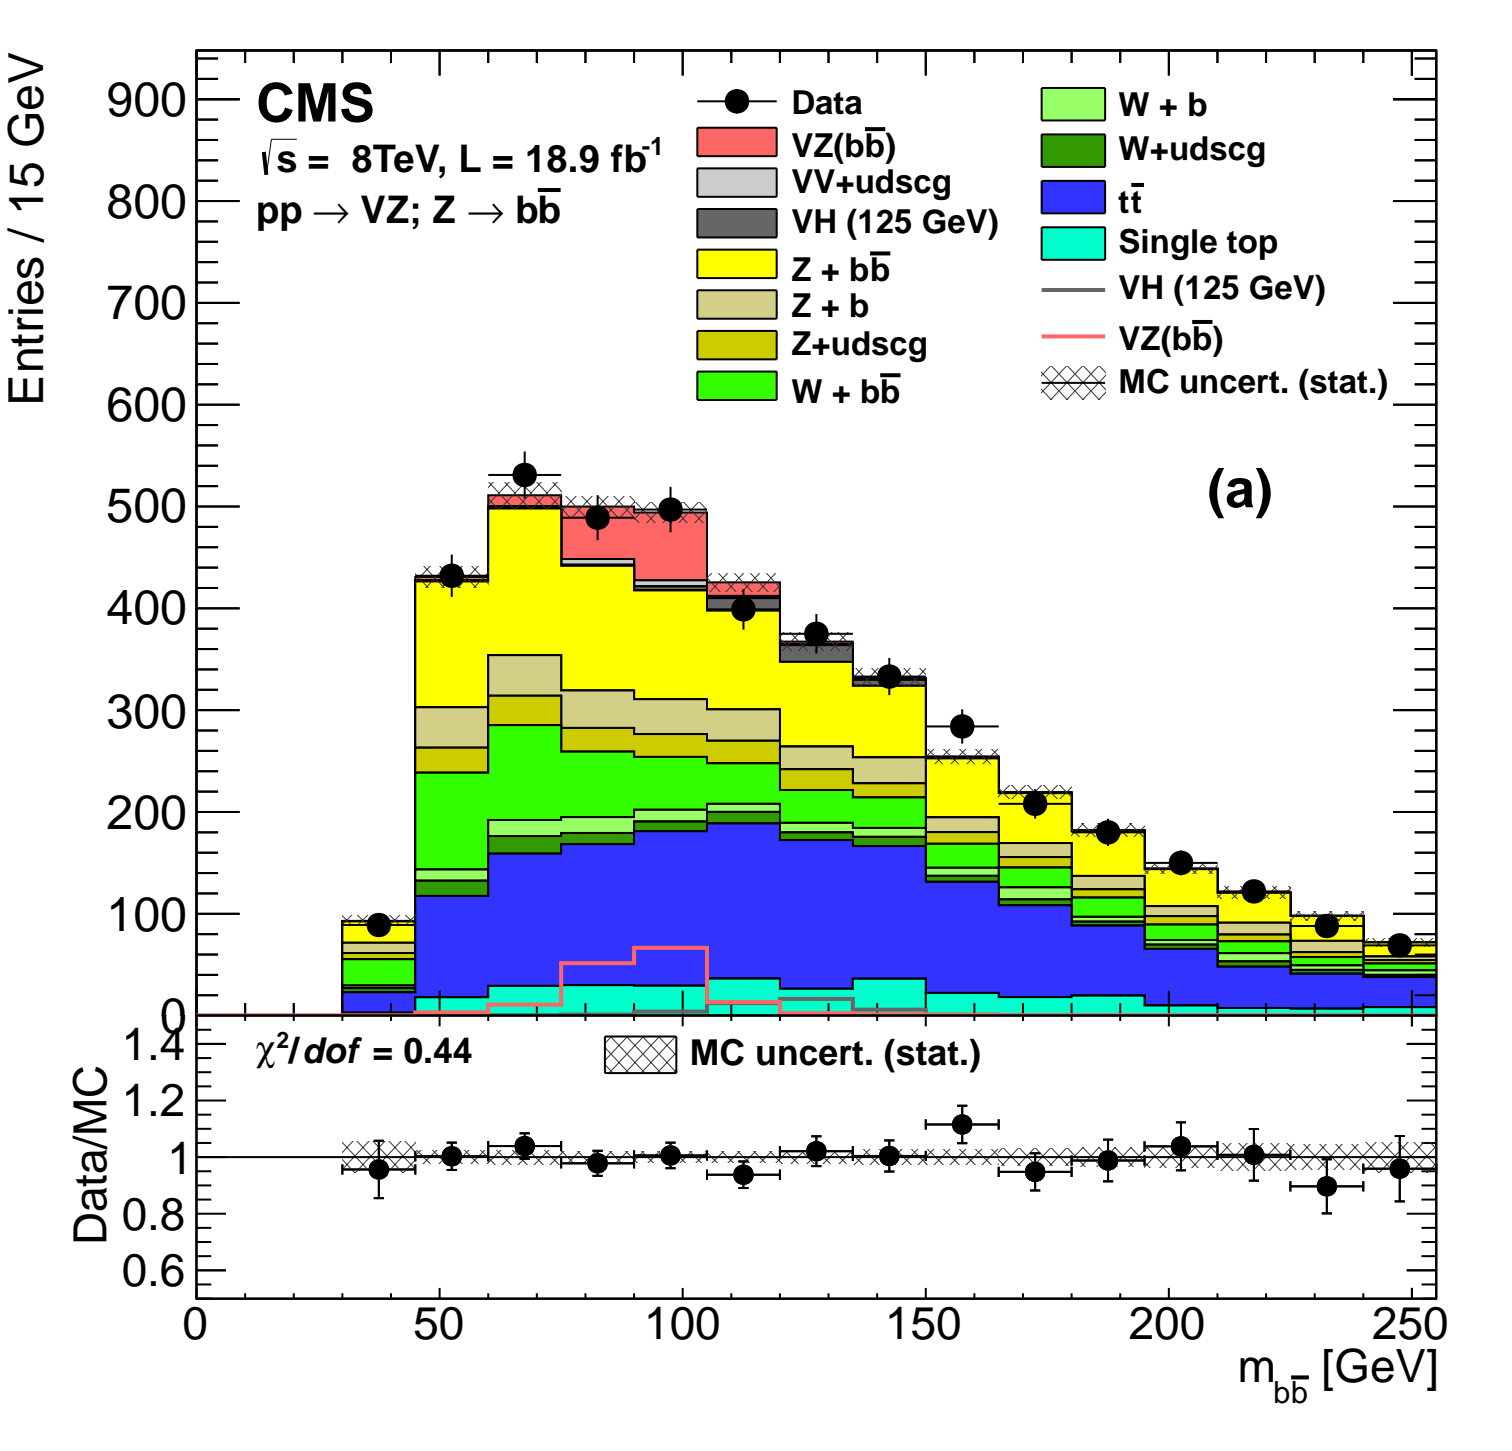 Entries / 15 GeV
900
800
700
600
500
400
300
200
100
0
CMS
√s = 8TeV, L = 18.9 fb⁻¹
pp → VZ; Z → bb̅
Data
VZ(bb̅)
VV+udscg
VH (125 GeV)
Z + bb̅
Z + b
Z+udscg
W + bb̅
W + b
W+udscg
tt̅
Single top
VH (125 GeV)
VZ(bb̅)
MC uncert. (stat.)
(a)
Data/MC
1.4
1.2
1
0.8
0.6
χ²/dof = 0.44
MC uncert. (stat.)
0 50 100 150 200 250
m_bb̅ [GeV]